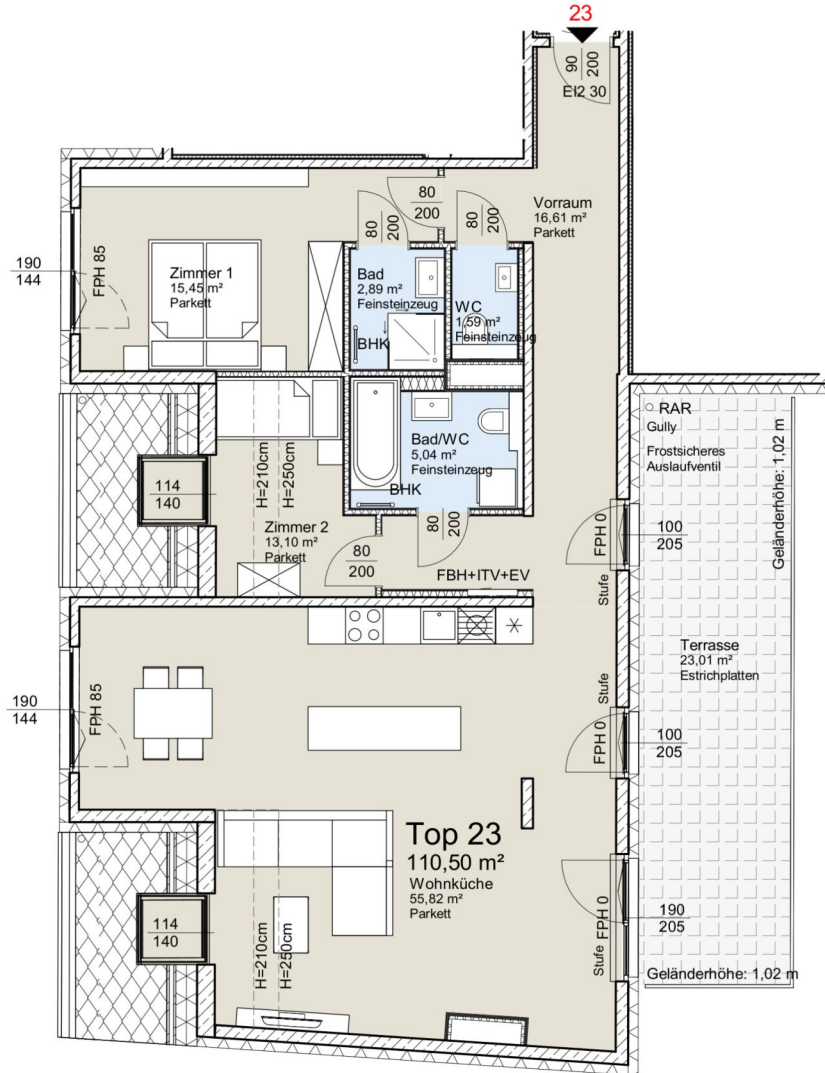 23
90
200
EI2 30
80
200
80
200
80
200
Vorraum
16,61 m²
Parkett
190
144
FPH 85
Zimmer 1
15,45 m²
Parkett
Bad
2,89 m²
Feinsteinzeug
BHK
WC
1,59 m²
Feinsteinzeug
RAR
Gully
Frostsicheres
Auslaufventil
Geländerhöhe: 1,02 m
Bad/WC
5,04 m²
Feinsteinzeug
BHK
114
140
H=210cm
H=250cm
Zimmer 2
13,10 m²
Parkett
80
200
80
200
FBH+ITV+EV
FPH 0
100
205
Stufe
Terrasse
23,01 m²
Estrichplatten
190
144
FPH 85
Stufe
FPH 0
100
205
Top 23
110,50 m²
Wohnküche
55,82 m²
Parkett
114
140
H=210cm
H=250cm
Stufe
FPH 0
190
205
Geländerhöhe: 1,02 m